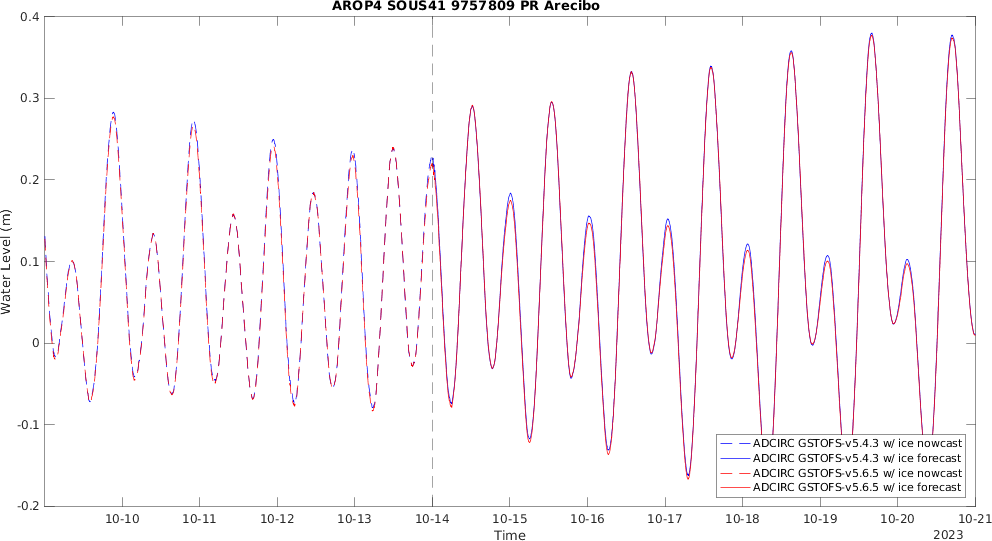 AROP4 SOUS41 9757809 PR Arecibo
0.4
0.3
0.2
0.1
0
-0.1
-0.2
Water Level (m)
10-10 10-11 10-12 10-13 10-14 10-15 10-16 10-17 10-18 10-19 10-20 10-21
Time
2023
ADCIRC GSTOFS-v5.4.3 w/ ice nowcast
ADCIRC GSTOFS-v5.4.3 w/ ice forecast
ADCIRC GSTOFS-v5.6.5 w/ ice nowcast
ADCIRC GSTOFS-v5.6.5 w/ ice forecast